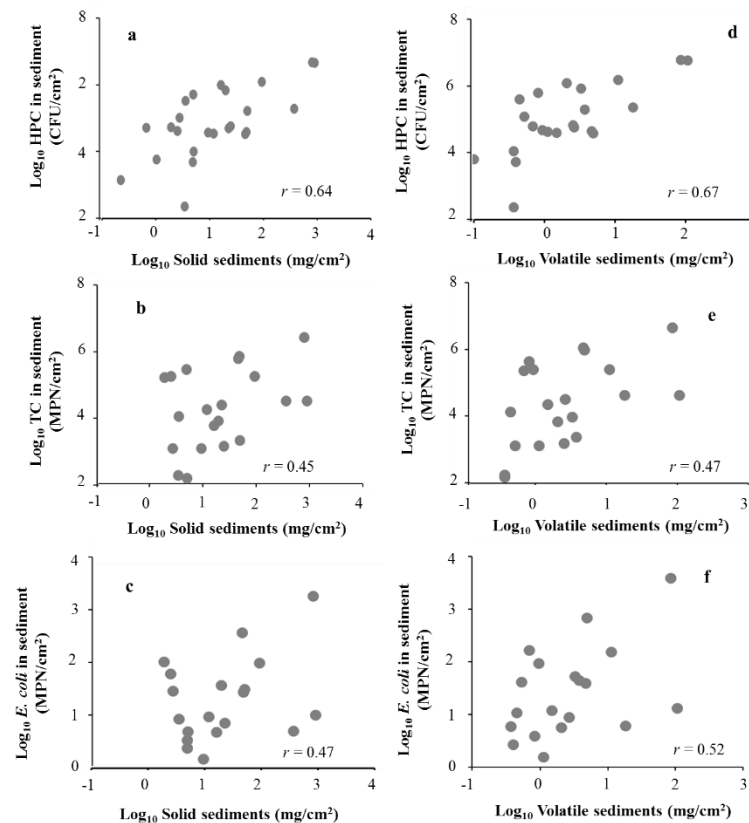 a
Log10 HPC in sediment
(CFU/cm²)
8
2
4
2
r = 0.64
-1 0 1 2 3 4
Log10 Solid sediments (mg/cm²)
d
Log10 HPC in sediment
(CFU/cm²)
8
6
4
2
r = 0.67
-1 0 1 2 3
Log10 Volatile sediments (mg/cm²)
b
Log10 TC in sediment
(MPN/cm²)
8
6
4
2
r = 0.45
-1 0 1 2 3 4
Log10 Solid sediments (mg/cm²)
e
Log10 TC in sediment
(MPN/cm²)
8
6
4
2
r = 0.47
-1 0 1 2 3
Log10 Volatile sediments (mg/cm²)
c
Log10 E. coli in sediment
(MPN/cm²)
4
3
2
1
0
r = 0.47
-1 0 1 2 3 4
Log10 Solid sediments (mg/cm²)
f
Log10 E. coli in sediment
(MPN/cm²)
4
3
2
1
0
r = 0.52
-1 0 1 2 3
Log10 Volatile sediments (mg/cm²)